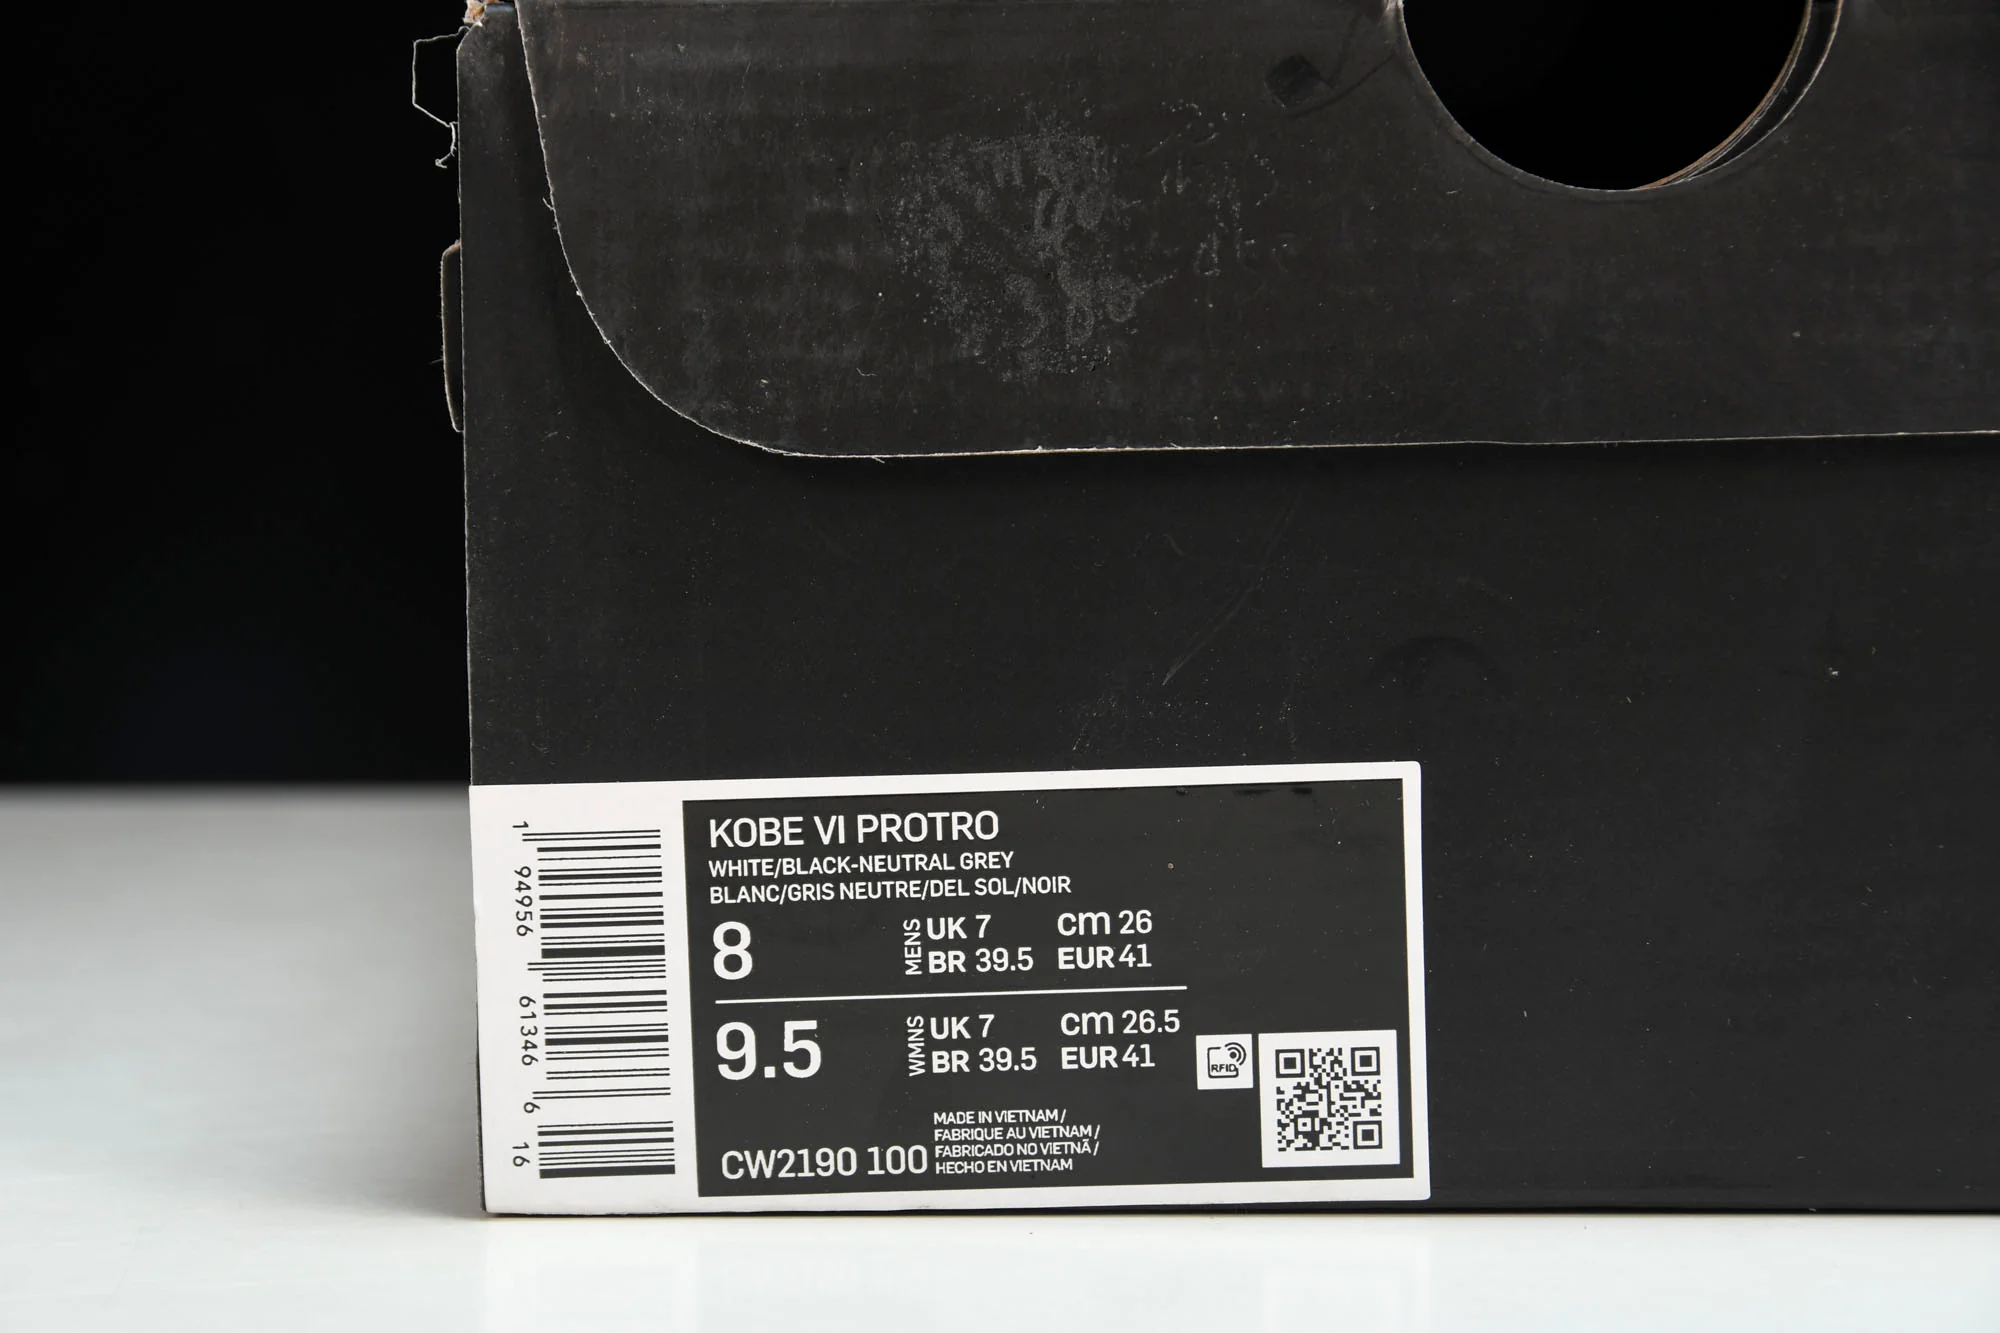 KOBE VI PROTRO
WHITE/BLACK-NEUTRAL GREY
BLANC/GRIS NEUTRE/DEL SOL/NOIR
8
MENS
UK 7 cm 26
BR 39.5 EUR 41
9.5
WMNS
UK 7 cm 26.5
BR 39.5 EUR 41
RFID
CW2190 100
MADE IN VIETNAM /
FABRIQUE AU VIETNAM /
FABRICADO NO VIETNÃ /
HECHO EN VIETNAM
1 94956 61346 6 16